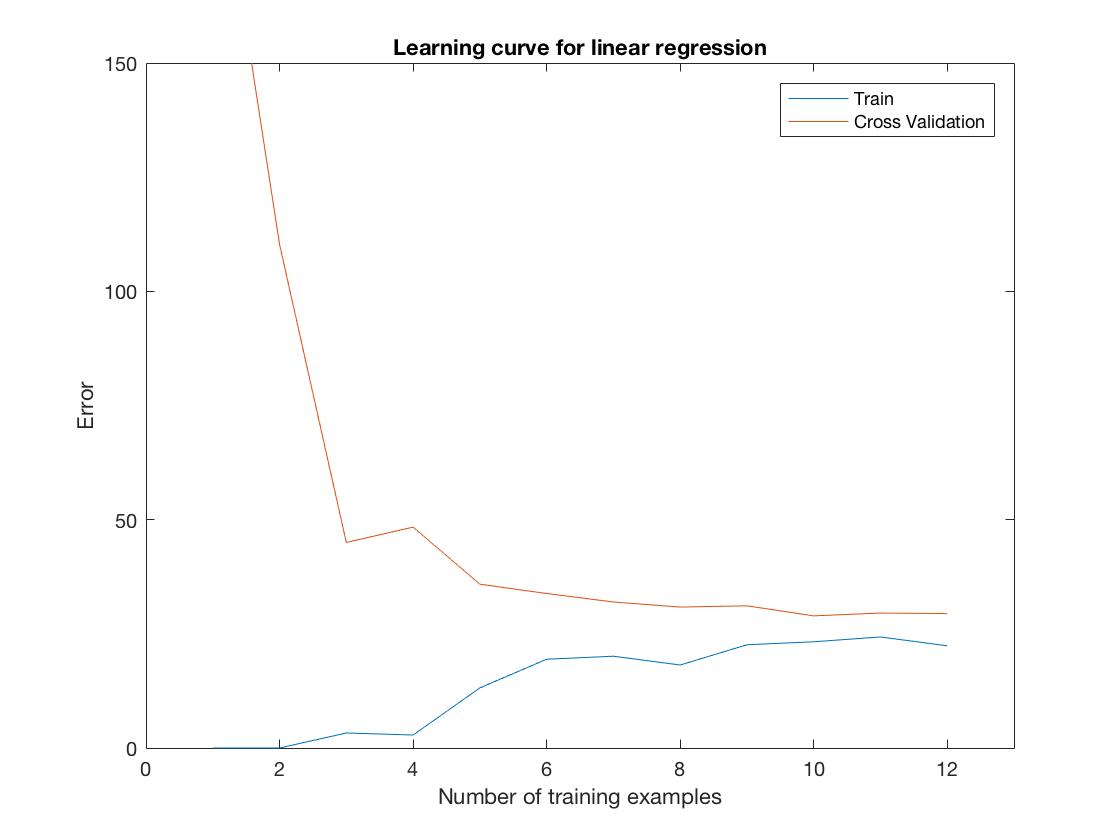 Learning curve for linear regression
Train
Cross Validation
150
100
50
0
Error
0 2 4 6 8 10 12
Number of training examples